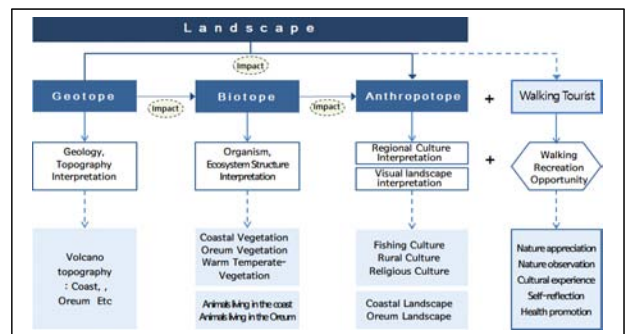 Landscape
Impact
Geotope
Impact
Biotope
Impact
Anthropotope
+
Walking Tourist
Geology,
Topography
Interpretation
Organism,
Ecosystem Structure
Interpretation
Regional Culture
Interpretation
Visual landscape
interpretation
+
Walking
Recreation
Opportunity
Volcano
topography
: Coast, ,
Oreum Etc
Coastal Vegetation
Oreum Vegetation
Warm Temperate-
Vegetation
Animals living in the coast
Animals living in the Oreum
Fishing Culture
Rural Culture
Religious Culture
Coastal Landscape
Oreum Landscape
Nature appreciation
Nature observation
Cultural experience
Self-reflection
Health promotion